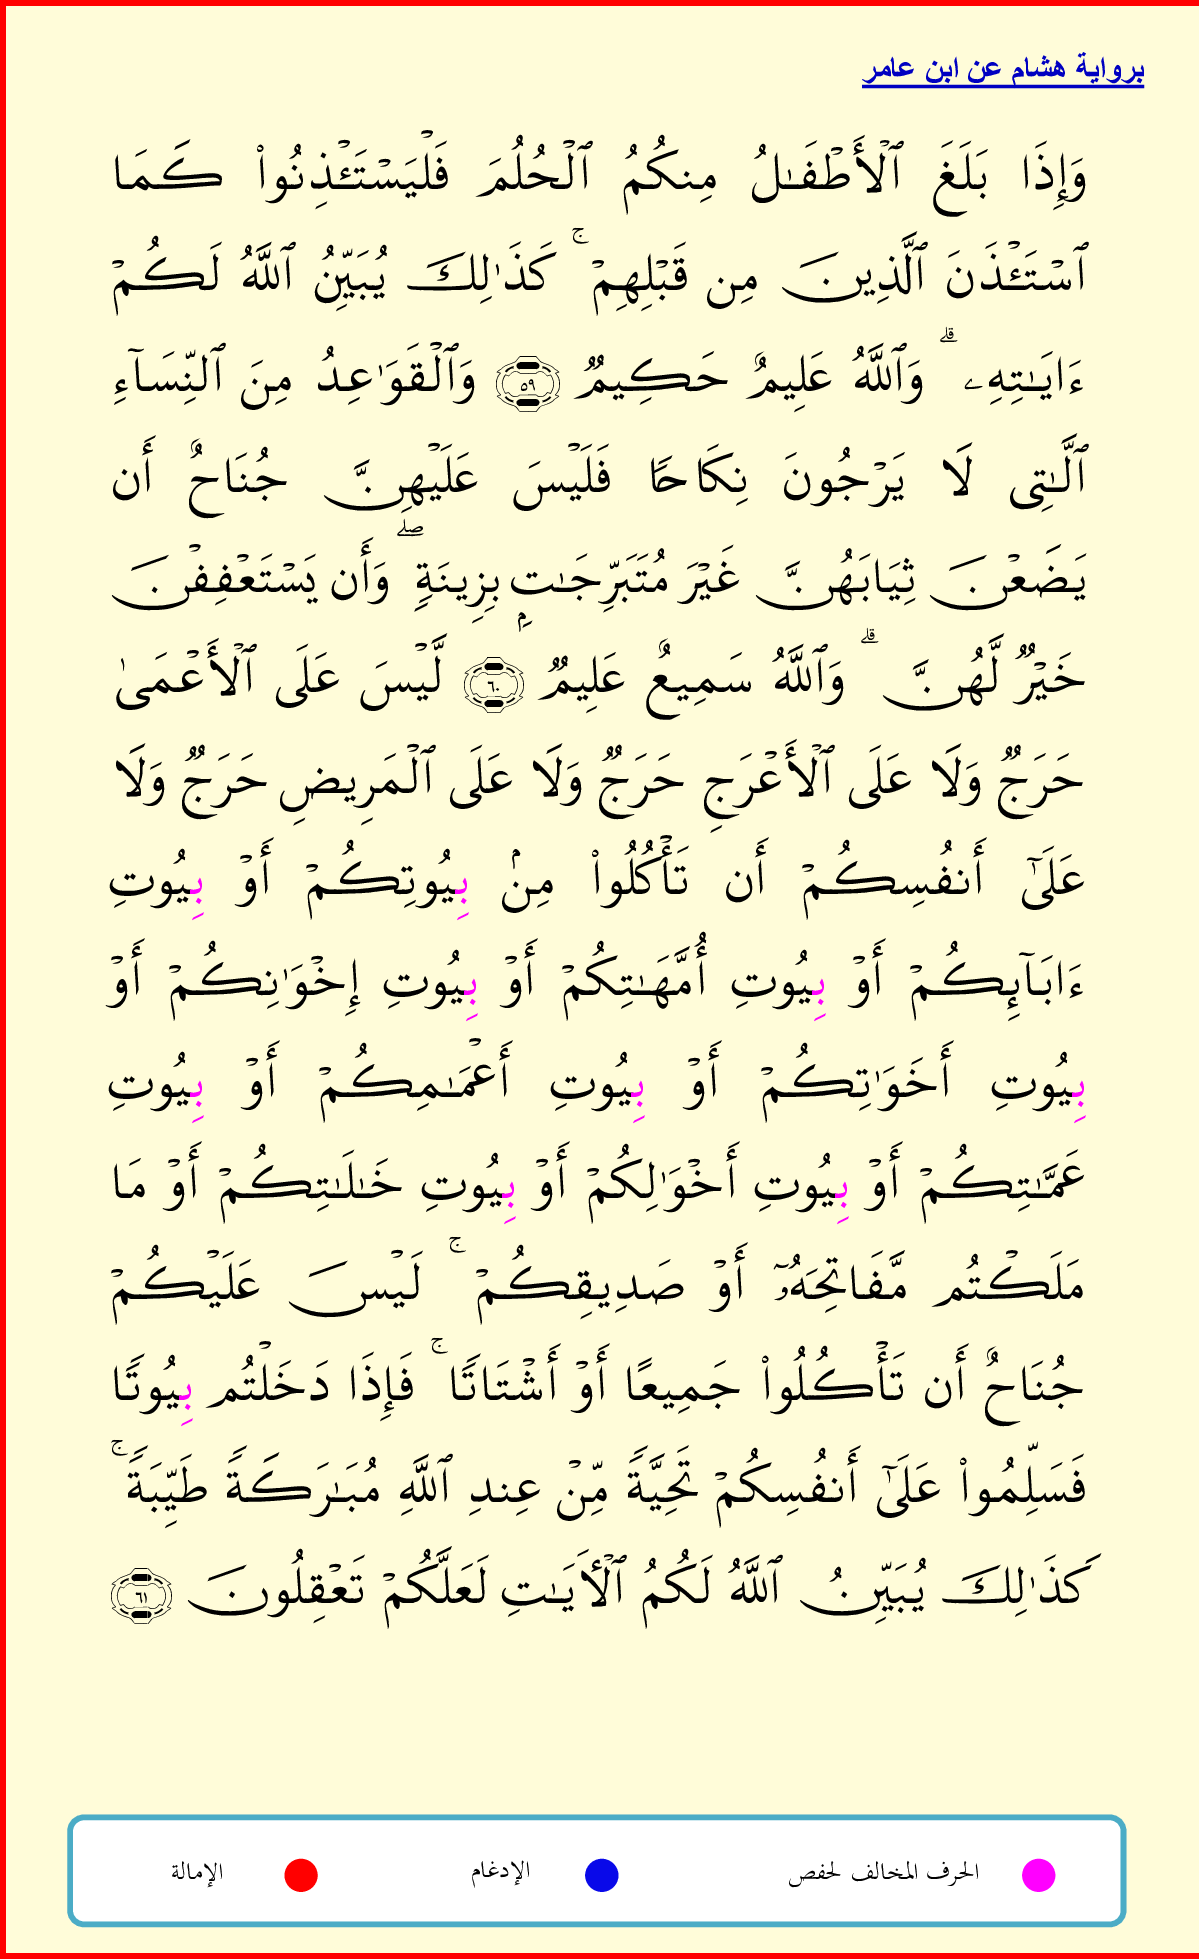 برواية هشام عن ابن عامر
وَإِذَا بَلَغَ ٱلْأَطْفَـٰلُ مِنكُمُ ٱلْحُلُمَ فَلْيَسْتَـْٔذِنُوا۟ كَمَا
ٱسْتَـْٔذَنَ ٱلَّذِينَ مِن قَبْلِهِمْ ۚ كَذَٰلِكَ يُبَيِّنُ ٱللَّهُ لَكُمْ
ءَايَـٰتِهِۦ ۗ وَٱللَّهُ عَلِيمٌ حَكِيمٌ ٥٩ وَٱلْقَوَٰعِدُ مِنَ ٱلنِّسَآءِ
ٱلَّـٰتِى لَا يَرْجُونَ نِكَاحًا فَلَيْسَ عَلَيْهِنَّ جُنَاحٌ أَن
يَضَعْنَ ثِيَابَهُنَّ غَيْرَ مُتَبَرِّجَـٰتٍۭ بِزِينَةٍ ۖ وَأَن يَسْتَعْفِفْنَ
خَيْرٌ لَّهُنَّ ۗ وَٱللَّهُ سَمِيعٌ عَلِيمٌ ٦٠ لَّيْسَ عَلَى ٱلْأَعْمَىٰ
حَرَجٌ وَلَا عَلَى ٱلْأَعْرَجِ حَرَجٌ وَلَا عَلَى ٱلْمَرِيضِ حَرَجٌ وَلَا
عَلَىٰٓ أَنفُسِكُمْ أَن تَأْكُلُوا۟ مِنۢ بِيُوتِكُمْ أَوْ بِيُوتِ
ءَابَآئِكُمْ أَوْ بِيُوتِ أُمَّهَـٰتِكُمْ أَوْ بِيُوتِ إِخْوَٰنِكُمْ أَوْ
بِيُوتِ أَخَوَٰتِكُمْ أَوْ بِيُوتِ أَعْمَـٰمِكُمْ أَوْ بِيُوتِ
عَمَّـٰتِكُمْ أَوْ بِيُوتِ أَخْوَٰلِكُمْ أَوْ بِيُوتِ خَـٰلَـٰتِكُمْ أَوْ مَا
مَلَكْتُم مَّفَاتِحَهُۥٓ أَوْ صَدِيقِكُمْ ۚ لَيْسَ عَلَيْكُمْ
جُنَاحٌ أَن تَأْكُلُوا۟ جَمِيعًا أَوْ أَشْتَاتًا ۚ فَإِذَا دَخَلْتُم بِيُوتًا
فَسَلِّمُوا۟ عَلَىٰٓ أَنفُسِكُمْ تَحِيَّةً مِّنْ عِندِ ٱللَّهِ مُبَـٰرَكَةً طَيِّبَةً ۚ
كَذَٰلِكَ يُبَيِّنُ ٱللَّهُ لَكُمُ ٱلْـَٔايَـٰتِ لَعَلَّكُمْ تَعْقِلُونَ ٦١
الحرف المخالف لحفص الإدغام الإمالة